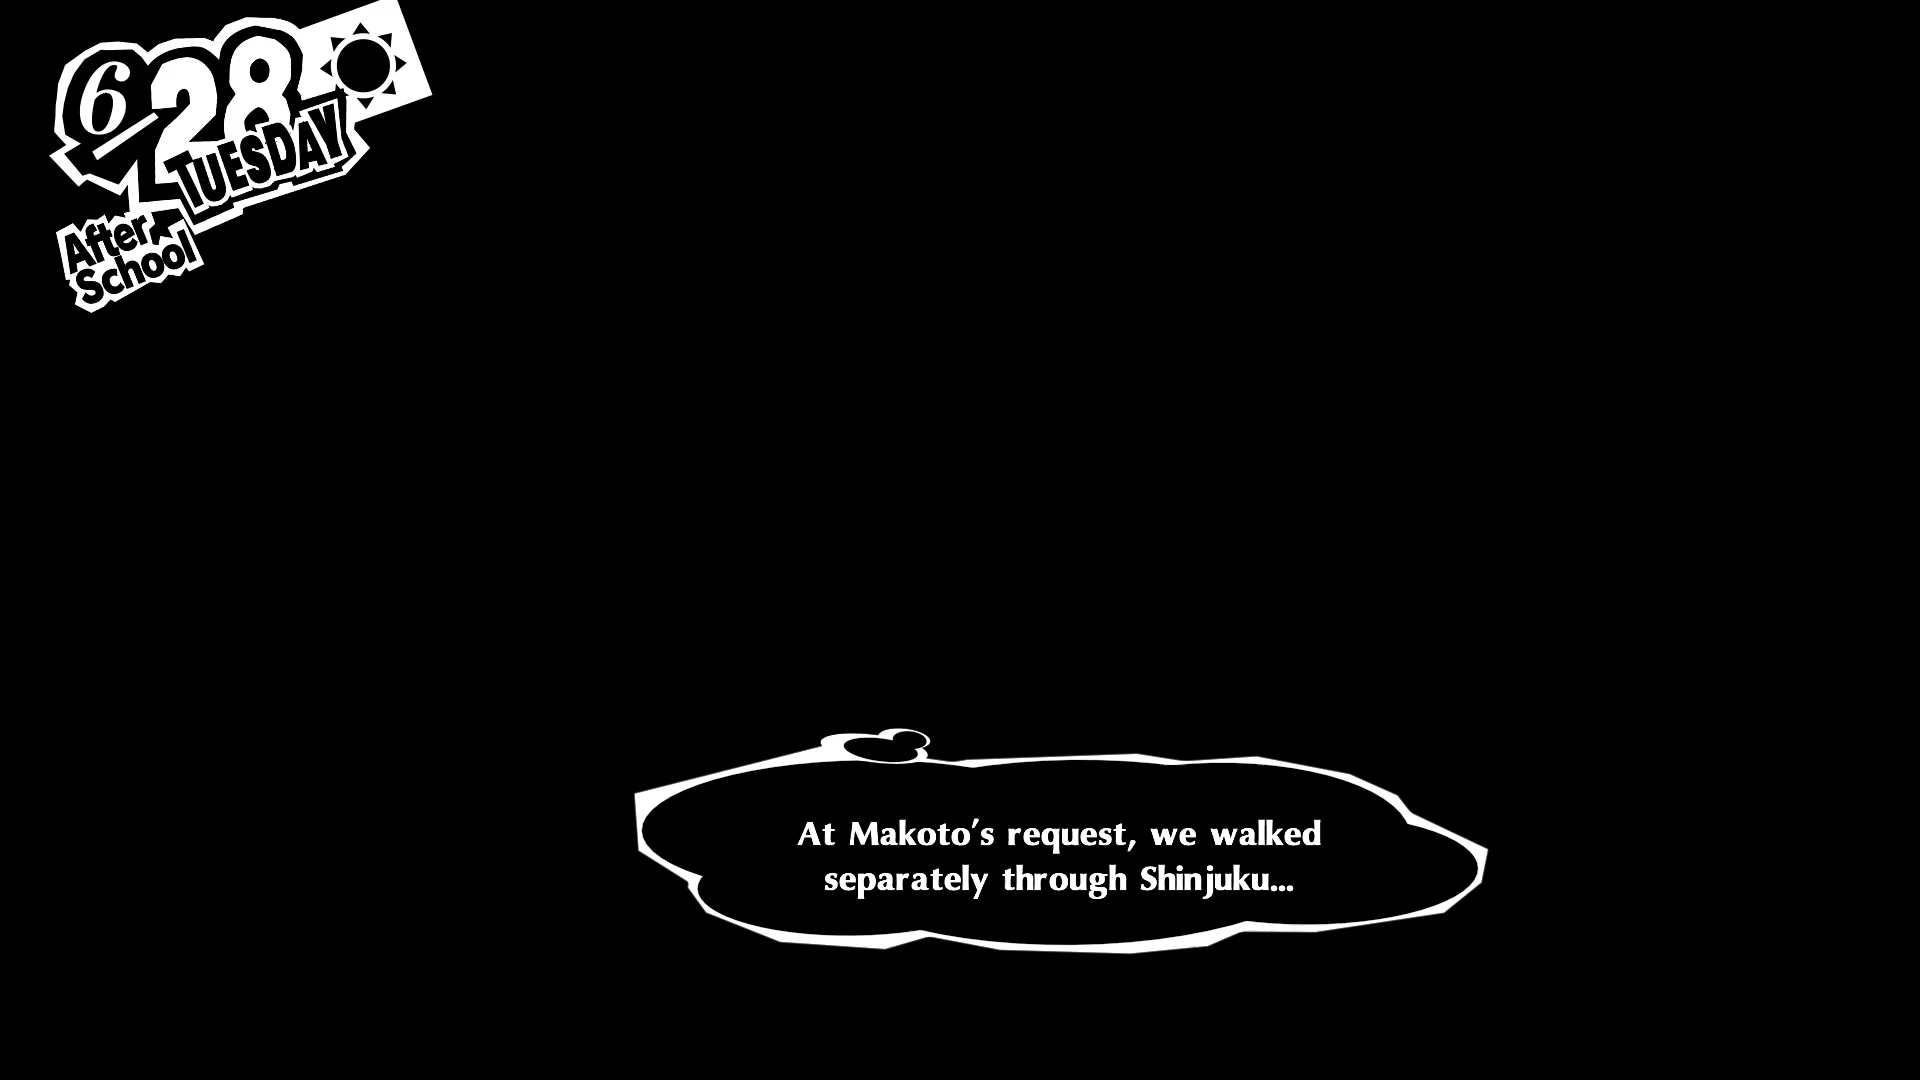 6/28
TUESDAY
After
School
At Makoto's request, we walked
separately through Shinjuku...